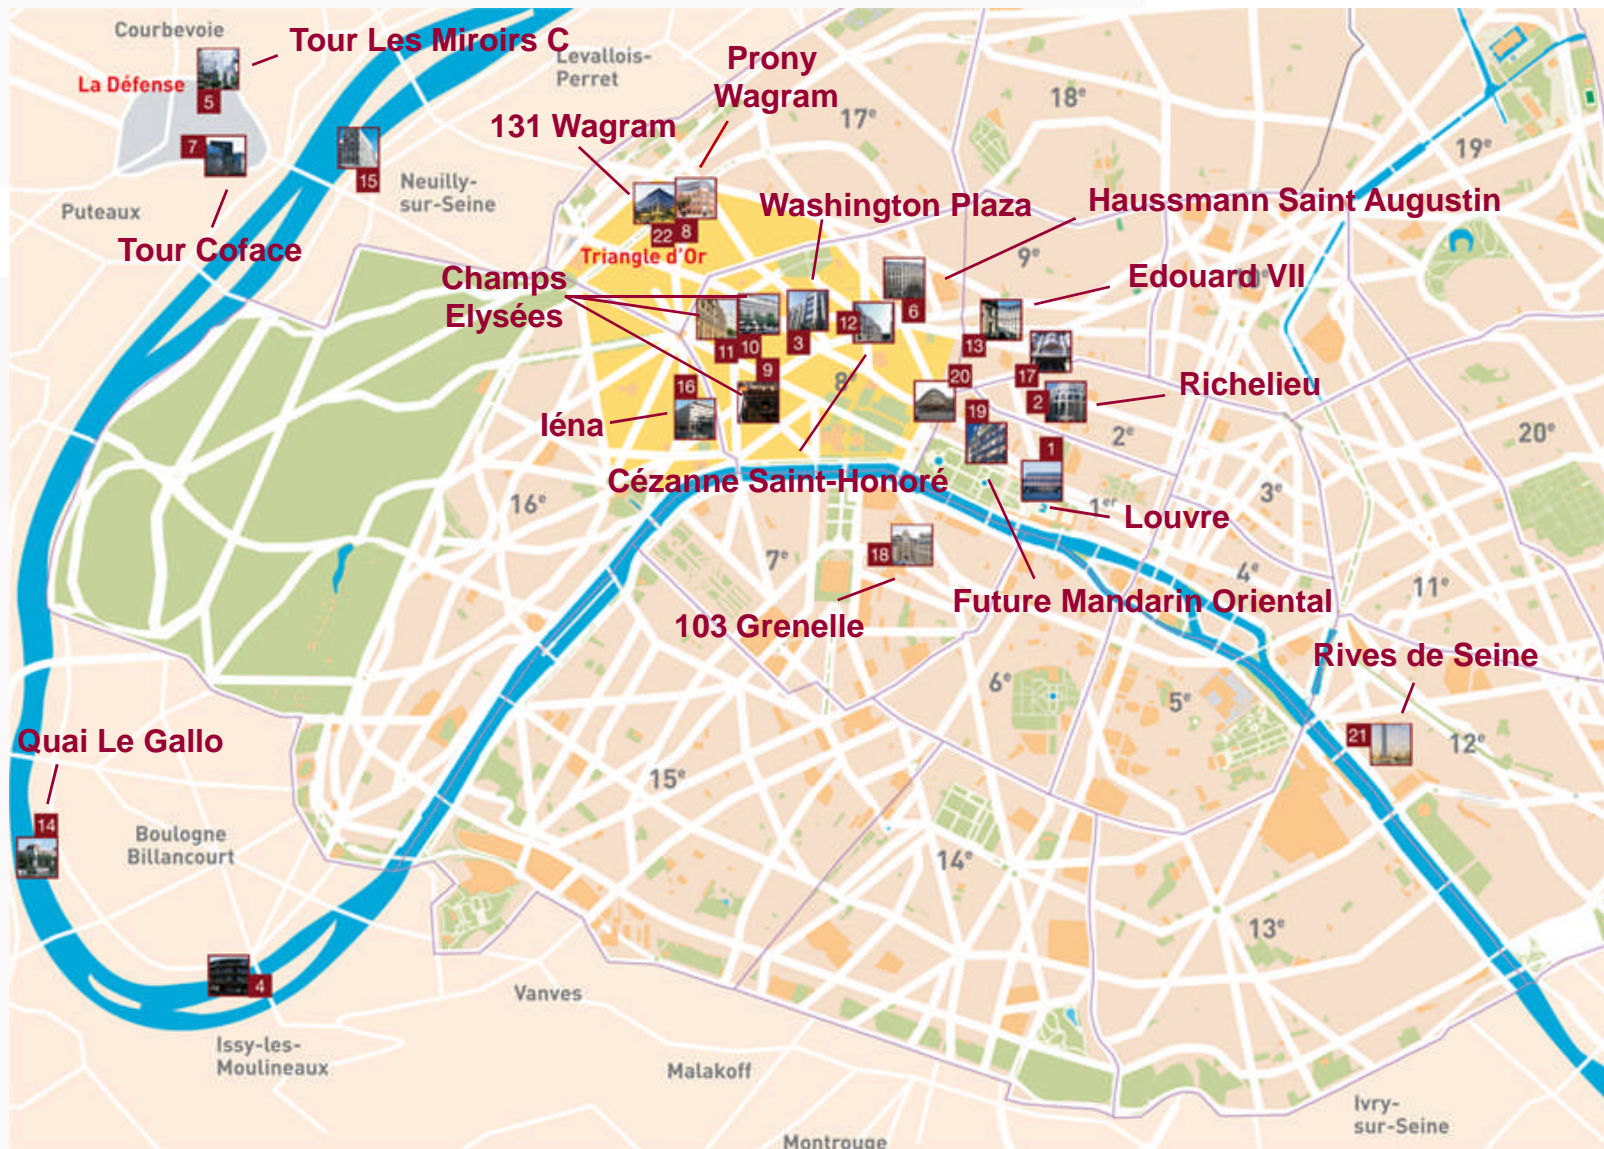 Courbevoie
Tour Les Miroirs C
Levallois-
Perret
Prony
Wagram
La Défense
5
18e
17e
131 Wagram
7
19e
15
Neuilly-
sur-Seine
Puteaux
Washington Plaza
Haussmann Saint Augustin
22
8
Tour Coface
Triangle d'Or
9e
10e
Edouard VII
Champs
Elysées
12
6
11
10
3
13
9
8e
20
17
16
2
Richelieu
19
Iéna
2e
20e
1
Cézanne Saint-Honoré
3e
16e
1er
Louvre
7e
18
4e
11e
Future Mandarin Oriental
103 Grenelle
Rives de Seine
6e
5e
21
12e
Quai Le Gallo
15e
14
Boulogne
Billancourt
14e
13e
4
Vanves
Issy-les-
Moulineaux
Malakoff
Ivry-
sur-Seine
Montrouge